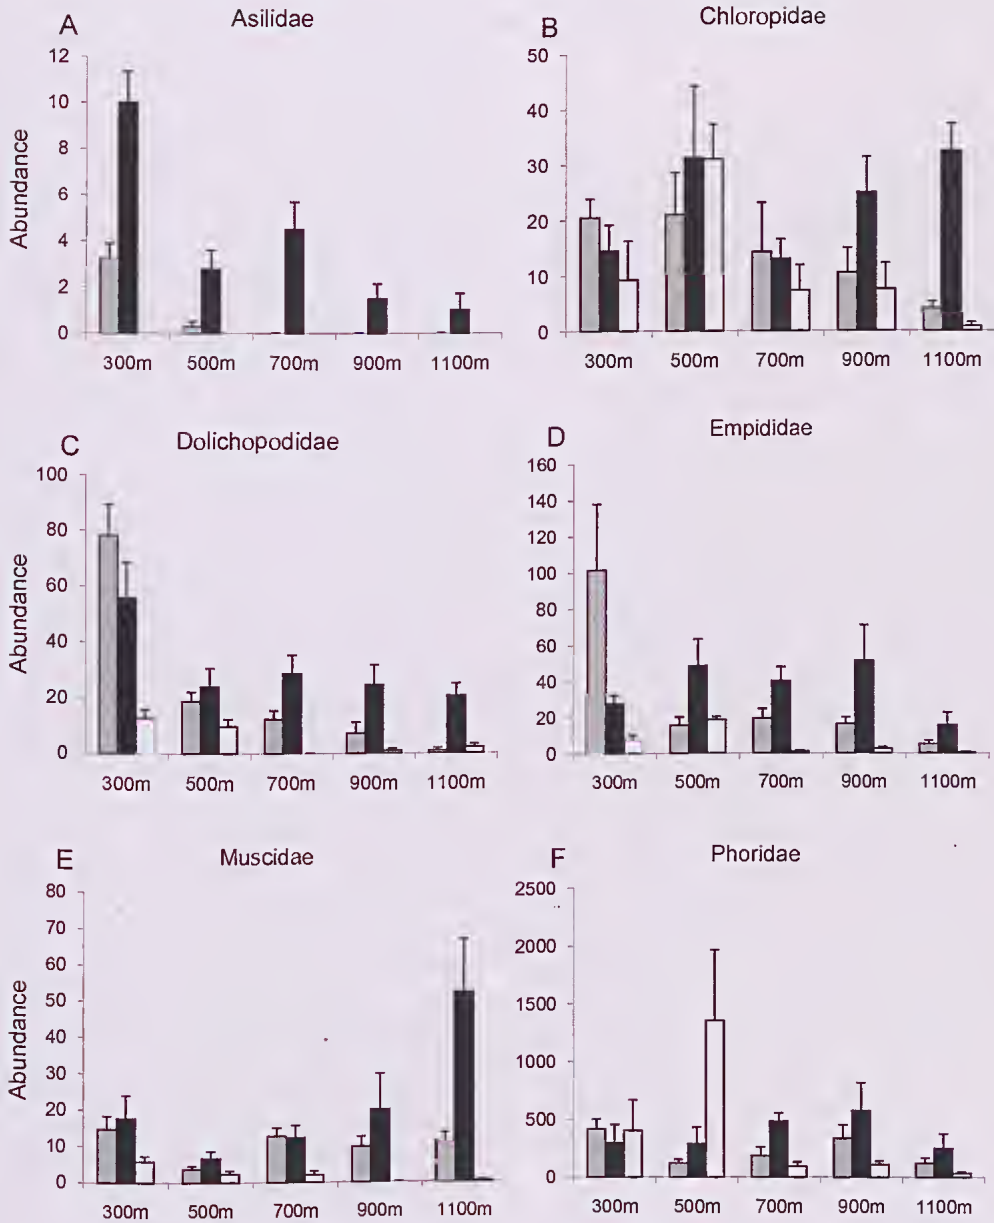 A Asilidae
12
10
8
6
4
2
0
Abundance
300m 500m 700m 900m 1100m
B Chloropidae
50
40
30
20
10
0
300m 500m 700m 900m 1100m
C Dolichopodidae
100
80
60
40
20
0
Abundance
300m 500m 700m 900m 1100m
D Empididae
160
140
120
100
80
60
40
20
0
300m 500m 700m 900m 1100m
E Muscidae
80
70
60
50
40
30
20
10
0
Abundance
300m 500m 700m 900m 1100m
F Phoridae
2500
2000
1500
1000
500
0
300m 500m 700m 900m 1100m